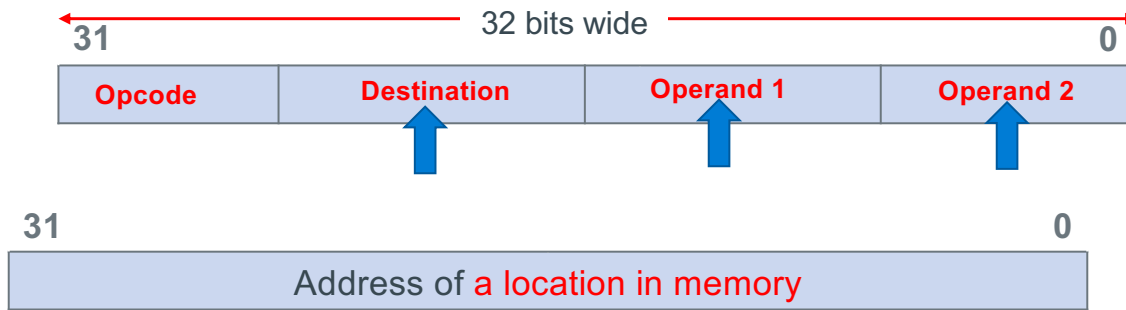 32 bits wide
31 0
Opcode Destination Operand 1 Operand 2
31 0
Address of a location in memory